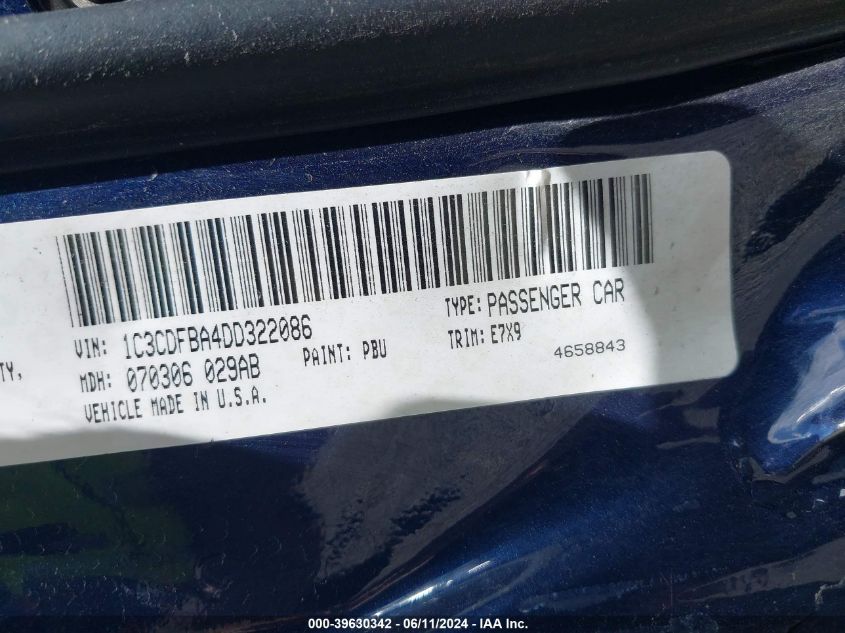 VIN: 1C3CDFBA4DD322086
TYPE: PASSENGER CAR
TY,
MDH: 070306 029AB
PAINT: PBU
TRIM: E7X9
VEHICLE MADE IN U.S.A.
4658843
000-39630342 - 06/11/2024 - IAA Inc.